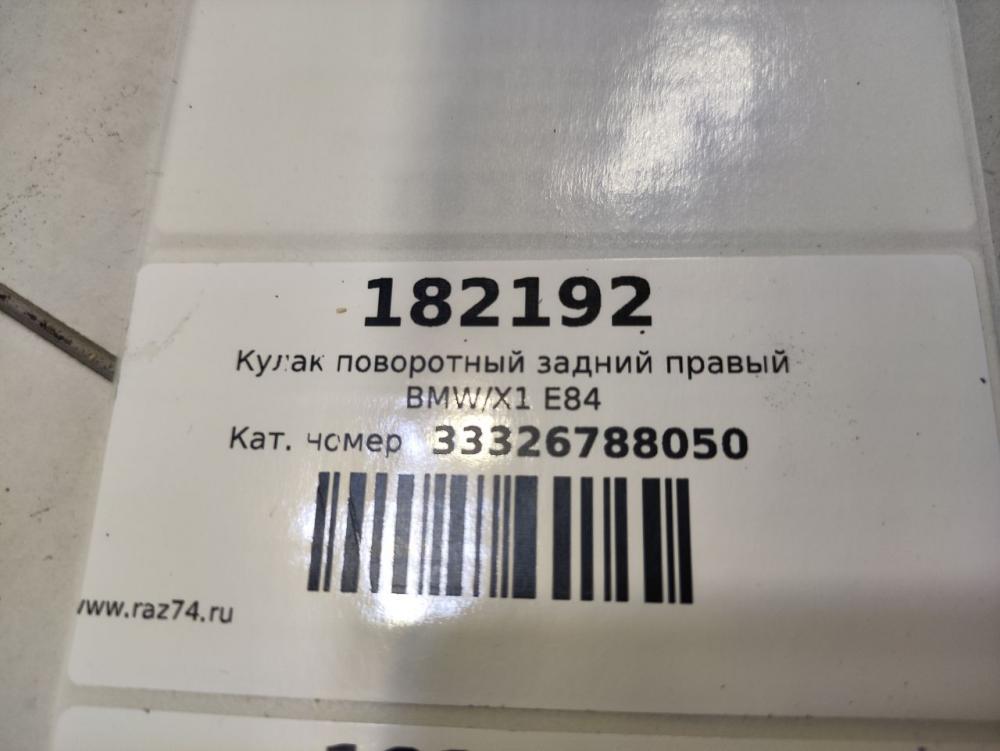 182192
Кулак поворотный задний правый
BMW/X1 E84
Кат. номер 33326788050
www.raz74.ru